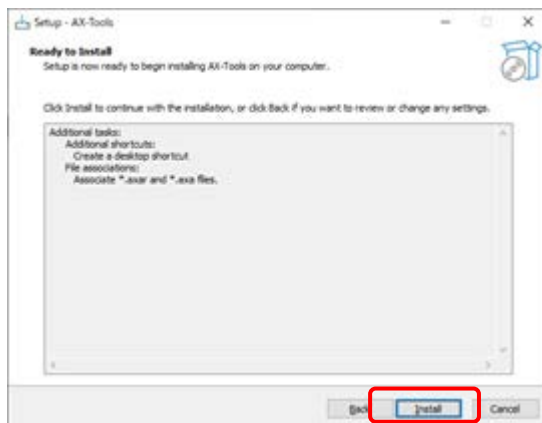 Setup - AX-Tools
Ready to Install
Setup is now ready to begin installing AX-Tools on your computer.
Click Install to continue with the installation, or click Back if you want to review or change any settings.
Additional tasks:
Additional shortcuts:
Create a desktop shortcut
File associations:
Associate *.axar and *.axa files.
Back Install Cancel